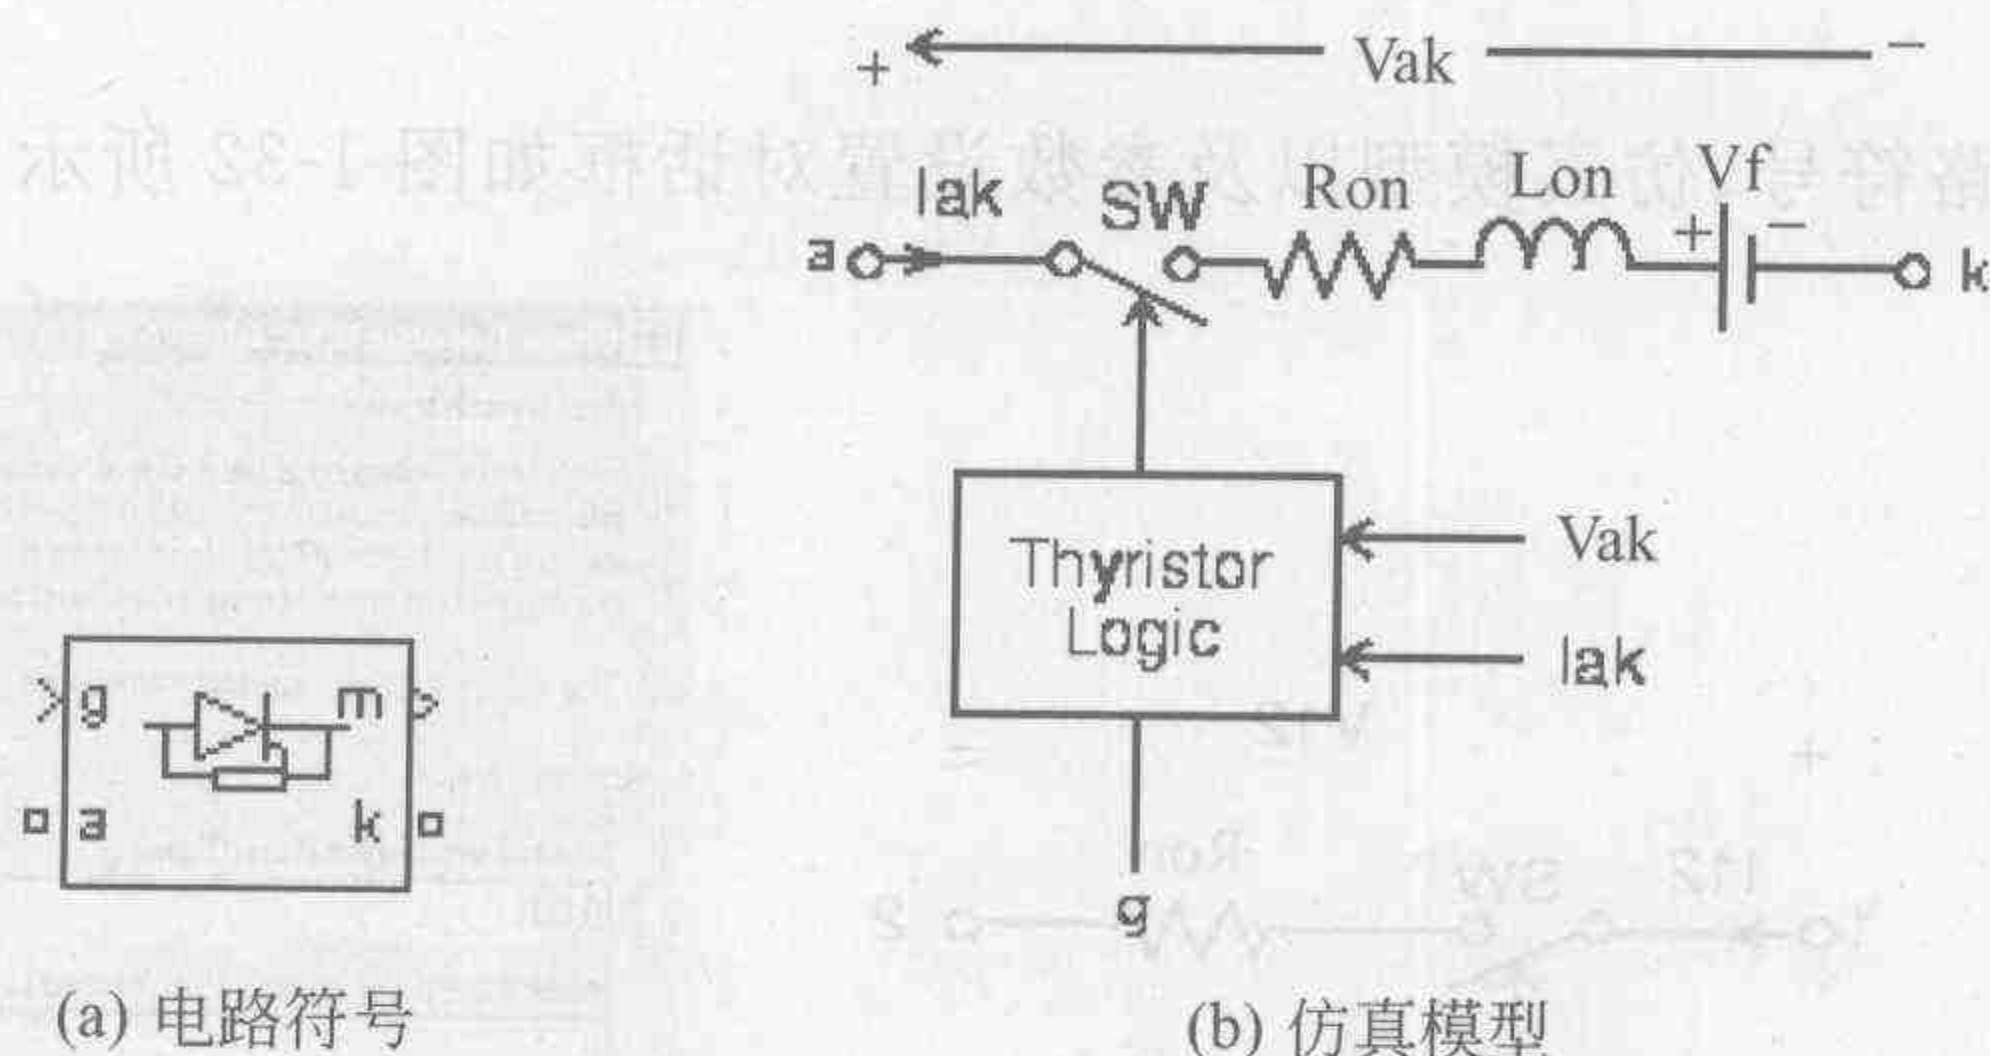 + Vak −
Iak SW Ron Lon Vf
+ −
a k
Thyristor
Logic
Vak
Iak
g
g m
a k
(a) 电路符号
(b) 仿真模型